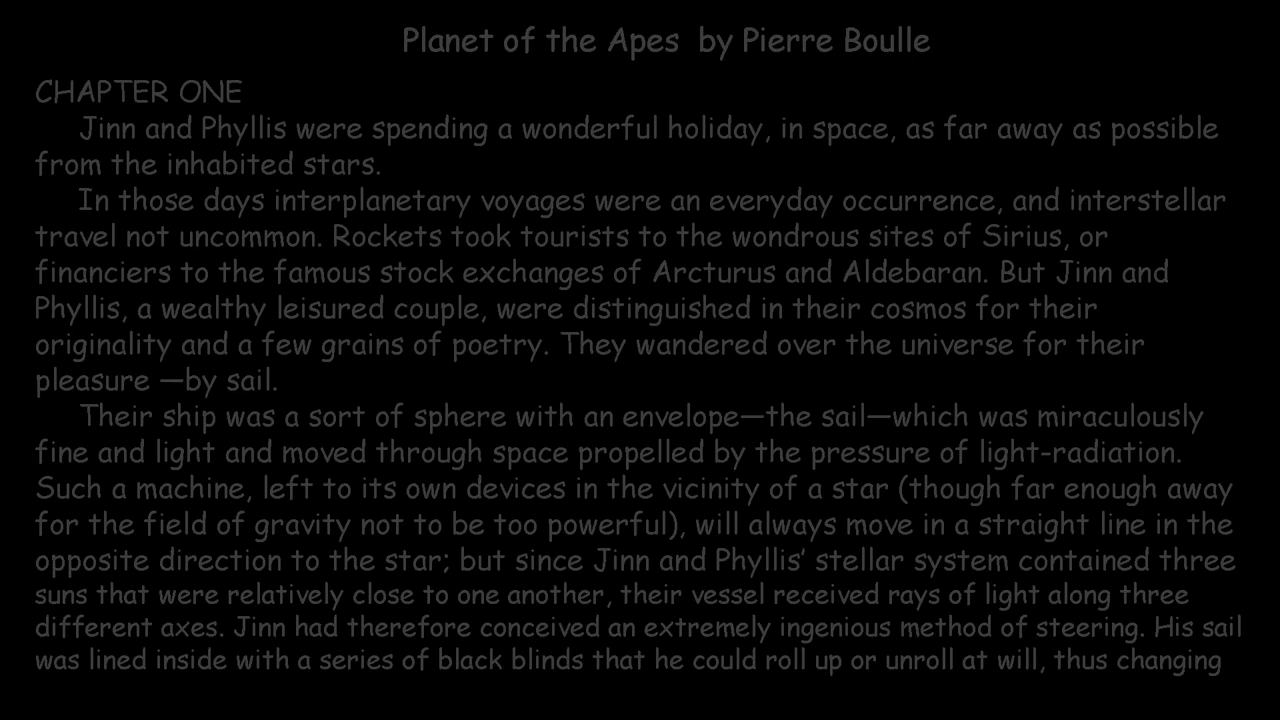 Planet of the Apes  by Pierre Boulle
CHAPTER ONE
Jinn and Phyllis were spending a wonderful holiday, in space, as far away as possible
from the inhabited stars.
In those days interplanetary voyages were an everyday occurrence, and interstellar
travel not uncommon. Rockets took tourists to the wondrous sites of Sirius, or
financiers to the famous stock exchanges of Arcturus and Aldebaran. But Jinn and
Phyllis, a wealthy leisured couple, were distinguished in their cosmos for their
originality and a few grains of poetry. They wandered over the universe for their
pleasure —by sail.
Their ship was a sort of sphere with an envelope—the sail—which was miraculously
fine and light and moved through space propelled by the pressure of light-radiation.
Such a machine, left to its own devices in the vicinity of a star (though far enough away
for the field of gravity not to be too powerful), will always move in a straight line in the
opposite direction to the star; but since Jinn and Phyllis’ stellar system contained three
suns that were relatively close to one another, their vessel received rays of light along three
different axes. Jinn had therefore conceived an extremely ingenious method of steering. His sail
was lined inside with a series of black blinds that he could roll up or unroll at will, thus changing